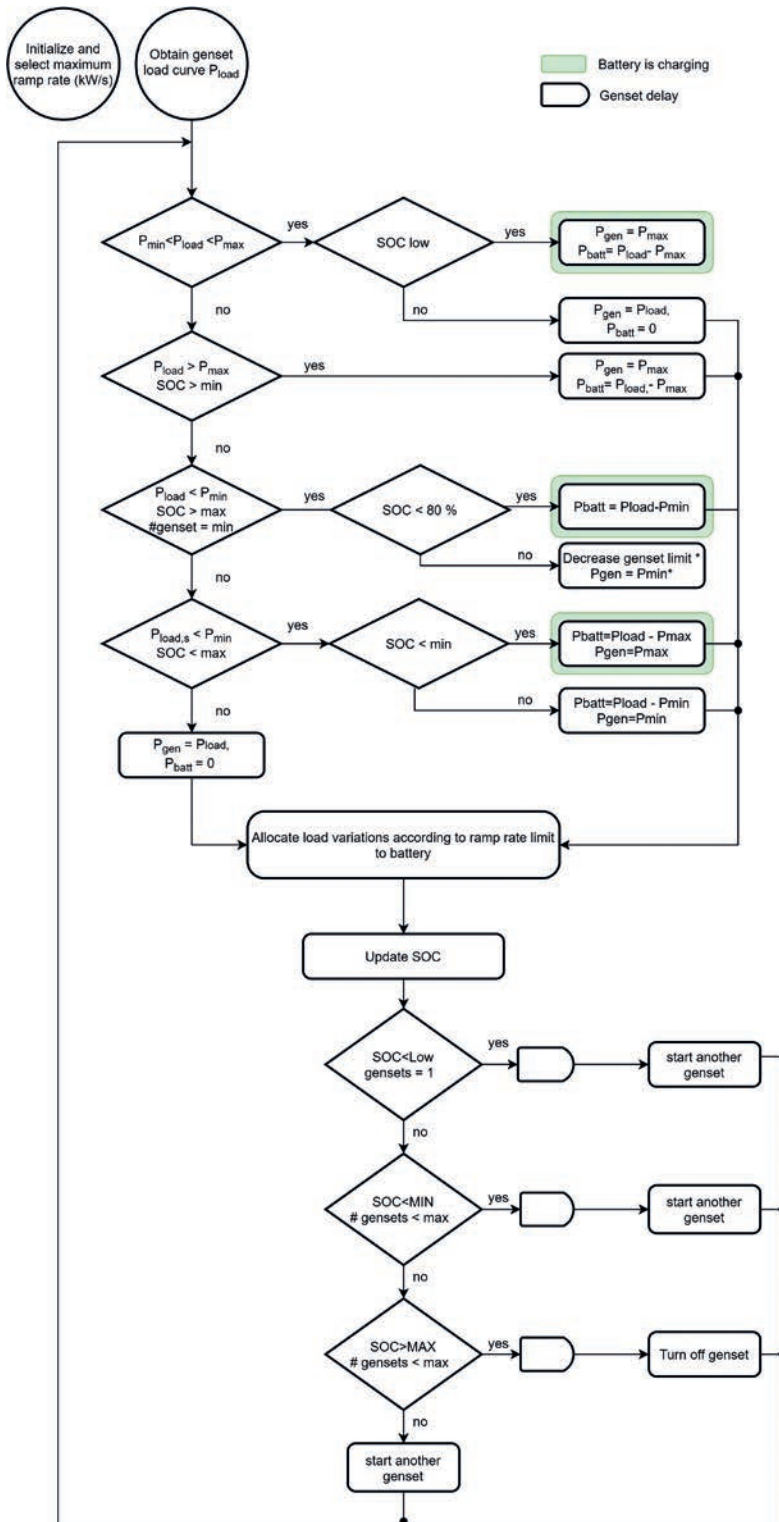 Initialize and
select maximum
ramp rate (kW/s)
Obtain genset
load curve Pload
Battery is charging
Genset delay
Pmin<Pload <Pmax
yes
SOC low
yes
Pgen = Pmax
Pbatt= Pload- Pmax
no
no
Pgen = Pload,
Pbatt = 0
Pload > Pmax
SOC > min
yes
Pgen = Pmax
Pbatt= Pload,- Pmax
no
Pload < Pmin
SOC > max
#genset = min
yes
SOC < 80 %
yes
Pbatt = Pload-Pmin
no
no
Decrease genset limit *
Pgen = Pmin*
Pload,s < Pmin
SOC < max
yes
SOC < min
yes
Pbatt=Pload - Pmax
Pgen=Pmax
no
no
Pbatt=Pload - Pmin
Pgen=Pmin
Pgen = Pload,
Pbatt = 0
Allocate load variations according to ramp rate limit
to battery
Update SOC
SOC<Low
gensets = 1
yes
start another
genset
no
SOC<MIN
# gensets < max
yes
start another
genset
no
SOC>MAX
# gensets < max
yes
Turn off genset
no
start another
genset